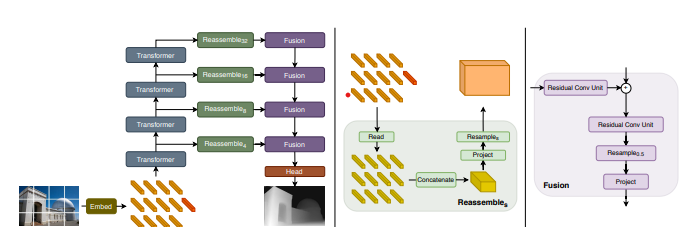 Reassemble32
Fusion
Transformer
Reassemble16
Fusion
Transformer
Reassemble8
Fusion
Transformer
Reassemble4
Fusion
Transformer
Head
Embed
Read
Resamples
Project
Concatenate
Reassembles
Residual Conv Unit
+
Residual Conv Unit
Resample0.5
Project
Fusion